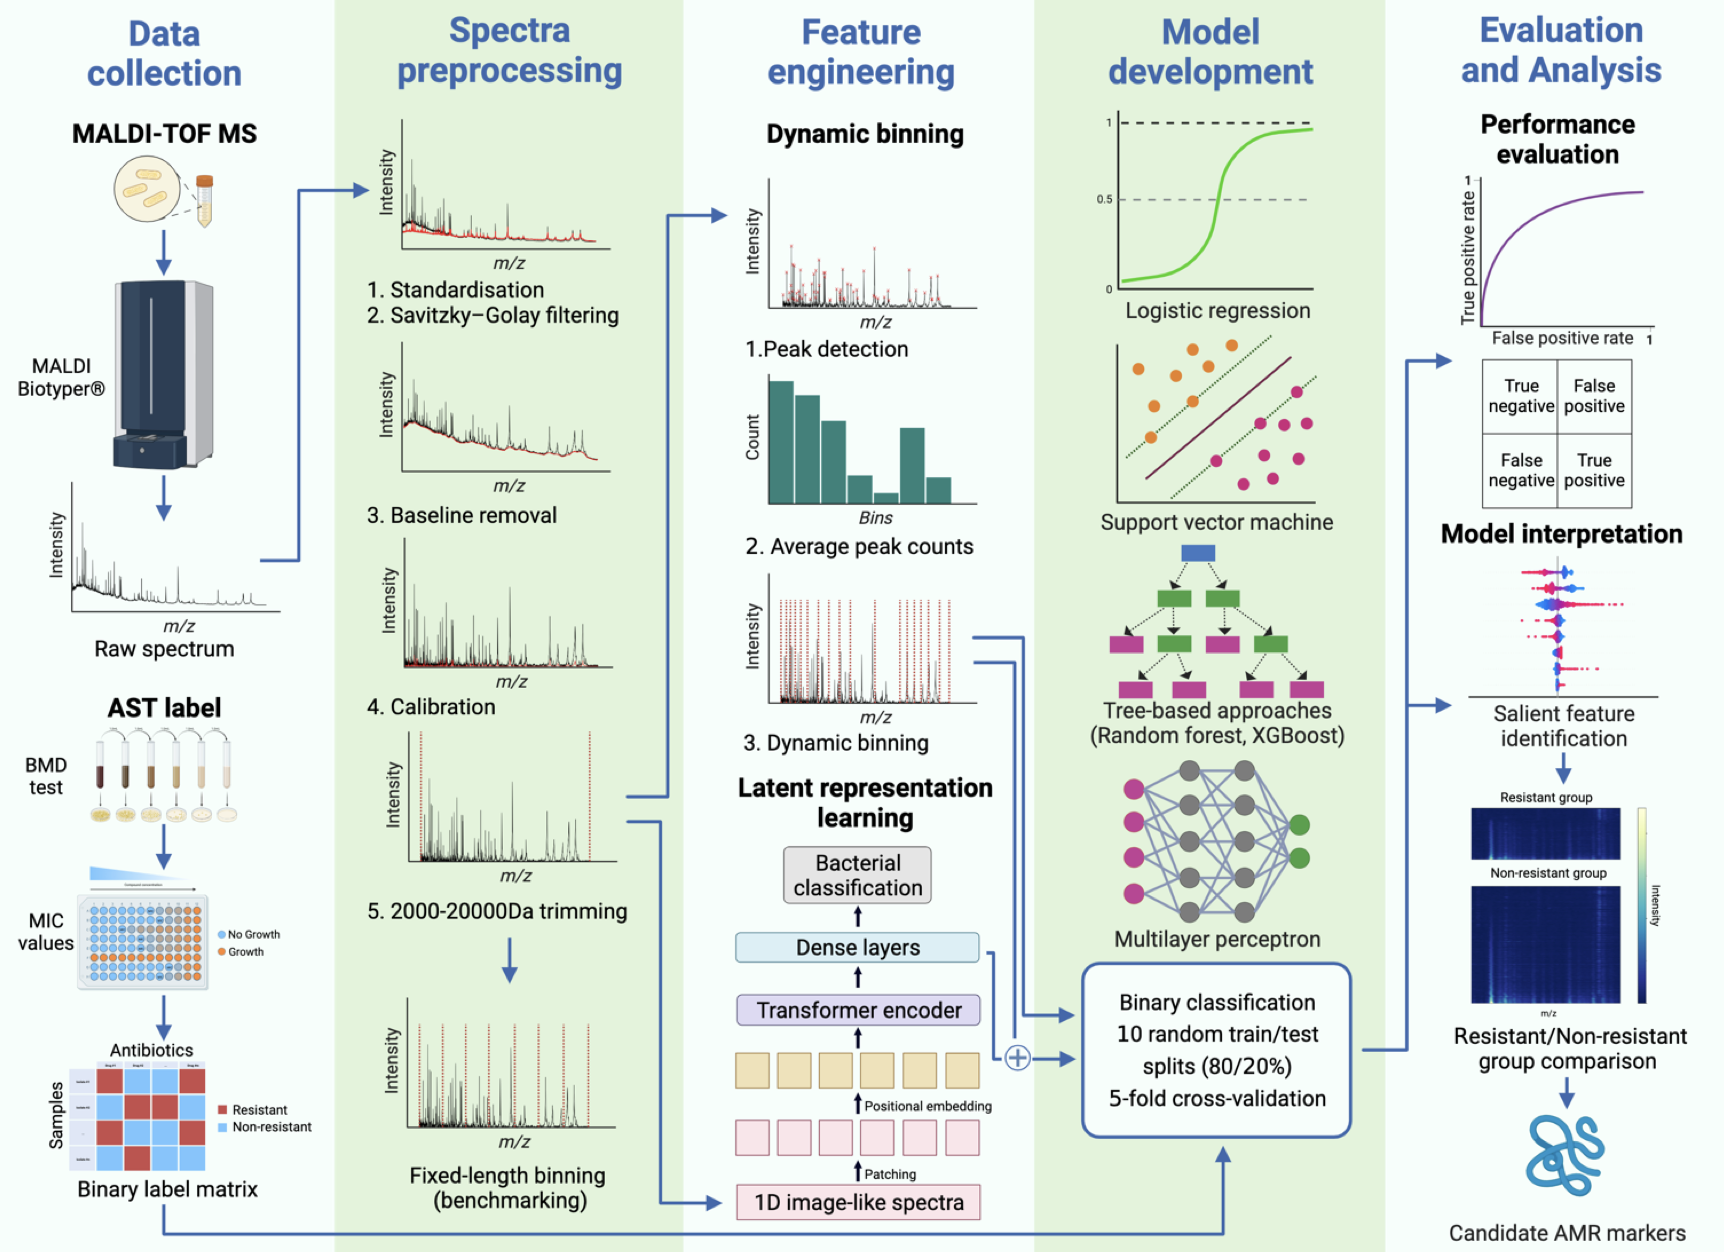 Data
collection
MALDI-TOF MS
MALDI
Biotyper®
Intensity
m/z
Raw spectrum
AST label
BMD
test
MIC
values
No Growth
Growth
Antibiotics
Samples
Resistant
Non-resistant
Binary label matrix
Spectra
preprocessing
Intensity
m/z
1. Standardisation
2. Savitzky–Golay filtering
Intensity
m/z
3. Baseline removal
Intensity
m/z
4. Calibration
Intensity
m/z
5. 2000-20000Da trimming
Intensity
m/z
Fixed-length binning
(benchmarking)
Feature
engineering
Dynamic binning
Intensity
m/z
1.Peak detection
Count
Bins
2. Average peak counts
Intensity
m/z
3. Dynamic binning
Latent representation
learning
Bacterial
classification
Dense layers
Transformer encoder
Positional embedding
Patching
1D image-like spectra
Model
development
1
0.5
0
Logistic regression
Support vector machine
Tree-based approaches
(Random forest, XGBoost)
Multilayer perceptron
Binary classification
10 random train/test
splits (80/20%)
5-fold cross-validation
Evaluation
and Analysis
Performance
evaluation
1
True positive rate
False positive rate 1
True
negative
False
positive
False
negative
True
positive
Model interpretation
Salient feature
identification
Resistant group
Non-resistant group
Intensity
m/z
Resistant/Non-resistant
group comparison
Candidate AMR markers